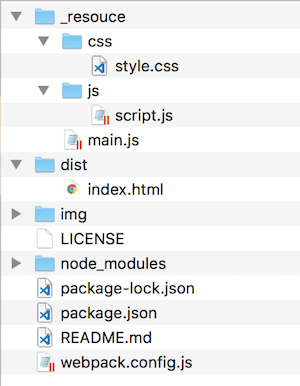 _resouce
css
style.css
js
script.js
main.js
dist
index.html
img
LICENSE
node_modules
package-lock.json
package.json
README.md
webpack.config.js